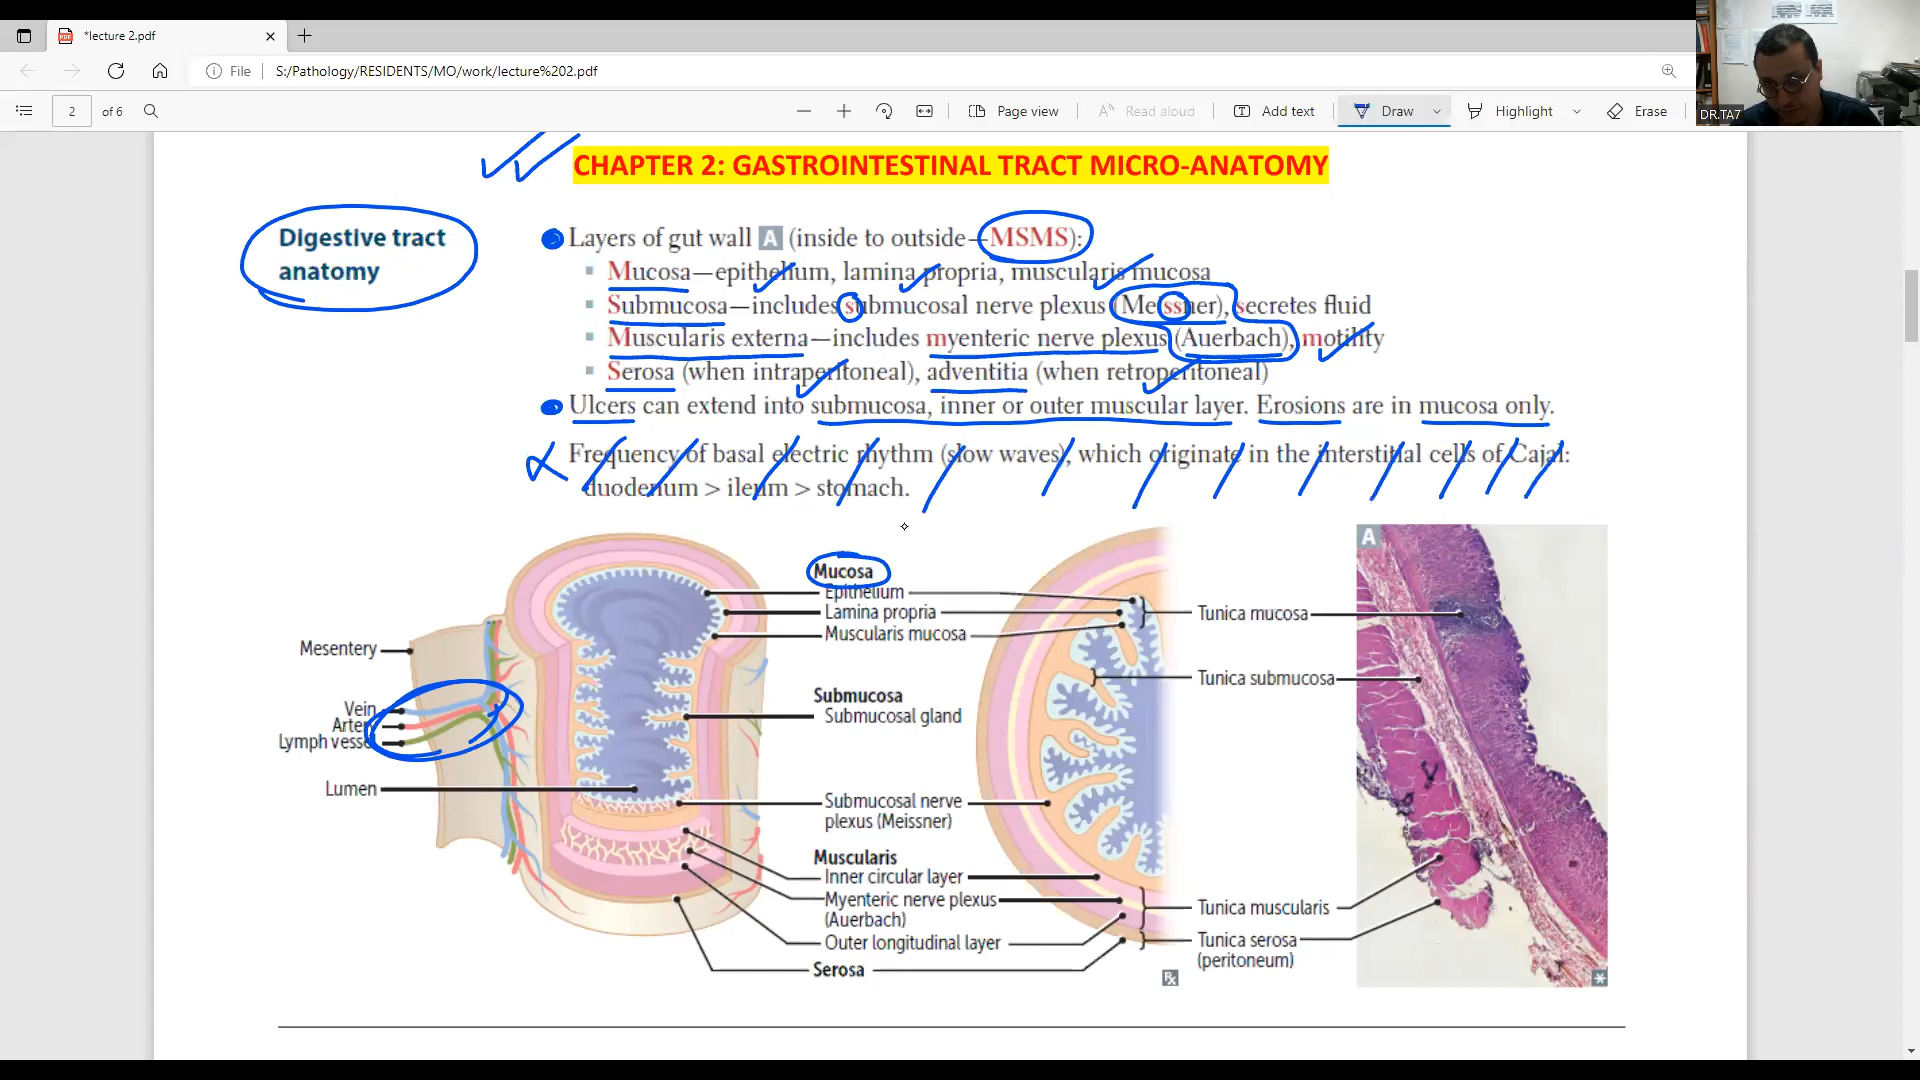 *lecture 2.pdf
File
S:/Pathology/RESIDENTS/MO/work/lecture%202.pdf
2 of 6
Page view
Read aloud
Add text
Draw
Highlight
Erase
DR.TA7
CHAPTER 2: GASTROINTESTINAL TRACT MICRO-ANATOMY
Digestive tract
anatomy
Layers of gut wall A (inside to outside—MSMS):
Mucosa—epithelium, lamina propria, muscularis mucosa
Submucosa—includes submucosal nerve plexus (Meissner), secretes fluid
Muscularis externa—includes myenteric nerve plexus (Auerbach), motility
Serosa (when intraperitoneal), adventitia (when retroperitoneal)
Ulcers can extend into submucosa, inner or outer muscular layer. Erosions are in mucosa only.
Frequency of basal electric rhythm (slow waves), which originate in the interstitial cells of Cajal:
duodenum > ileum > stomach.
Mesentery
Vein
Artery
Lymph vessel
Lumen
Mucosa
Epithelium
Lamina propria
Muscularis mucosa
Submucosa
Submucosal gland
Submucosal nerve
plexus (Meissner)
Muscularis
Inner circular layer
Myenteric nerve plexus
(Auerbach)
Outer longitudinal layer
Serosa
Tunica mucosa
Tunica submucosa
Tunica muscularis
Tunica serosa
(peritoneum)
Rx
A